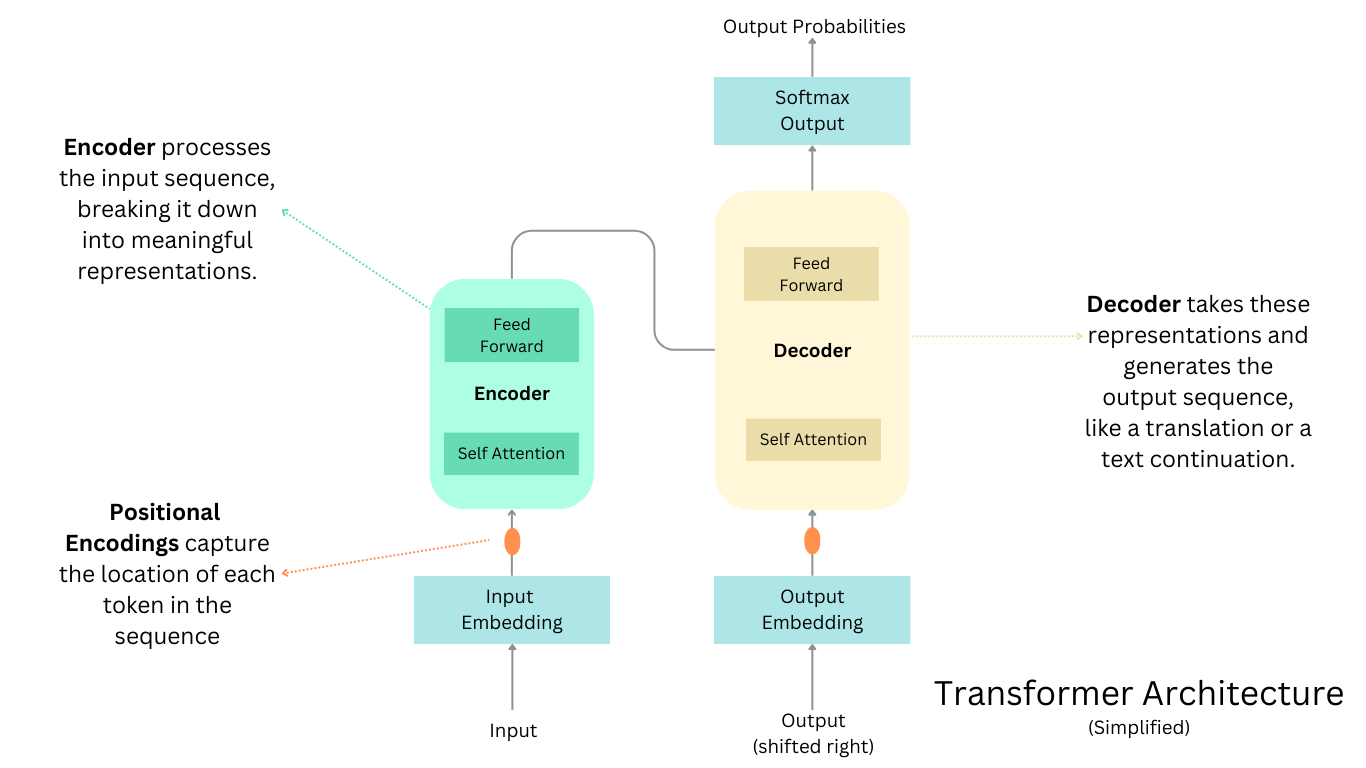 Output Probabilities
Softmax
Output
Encoder processes
the input sequence,
breaking it down
into meaningful
representations.
Feed
Forward
Encoder
Self Attention
Feed
Forward
Decoder
Self Attention
Decoder takes these
representations and
generates the
output sequence,
like a translation or a
text continuation.
Positional
Encodings capture
the location of each
token in the
sequence
Input
Embedding
Output
Embedding
Input
Output
(shifted right)
Transformer Architecture
(Simplified)